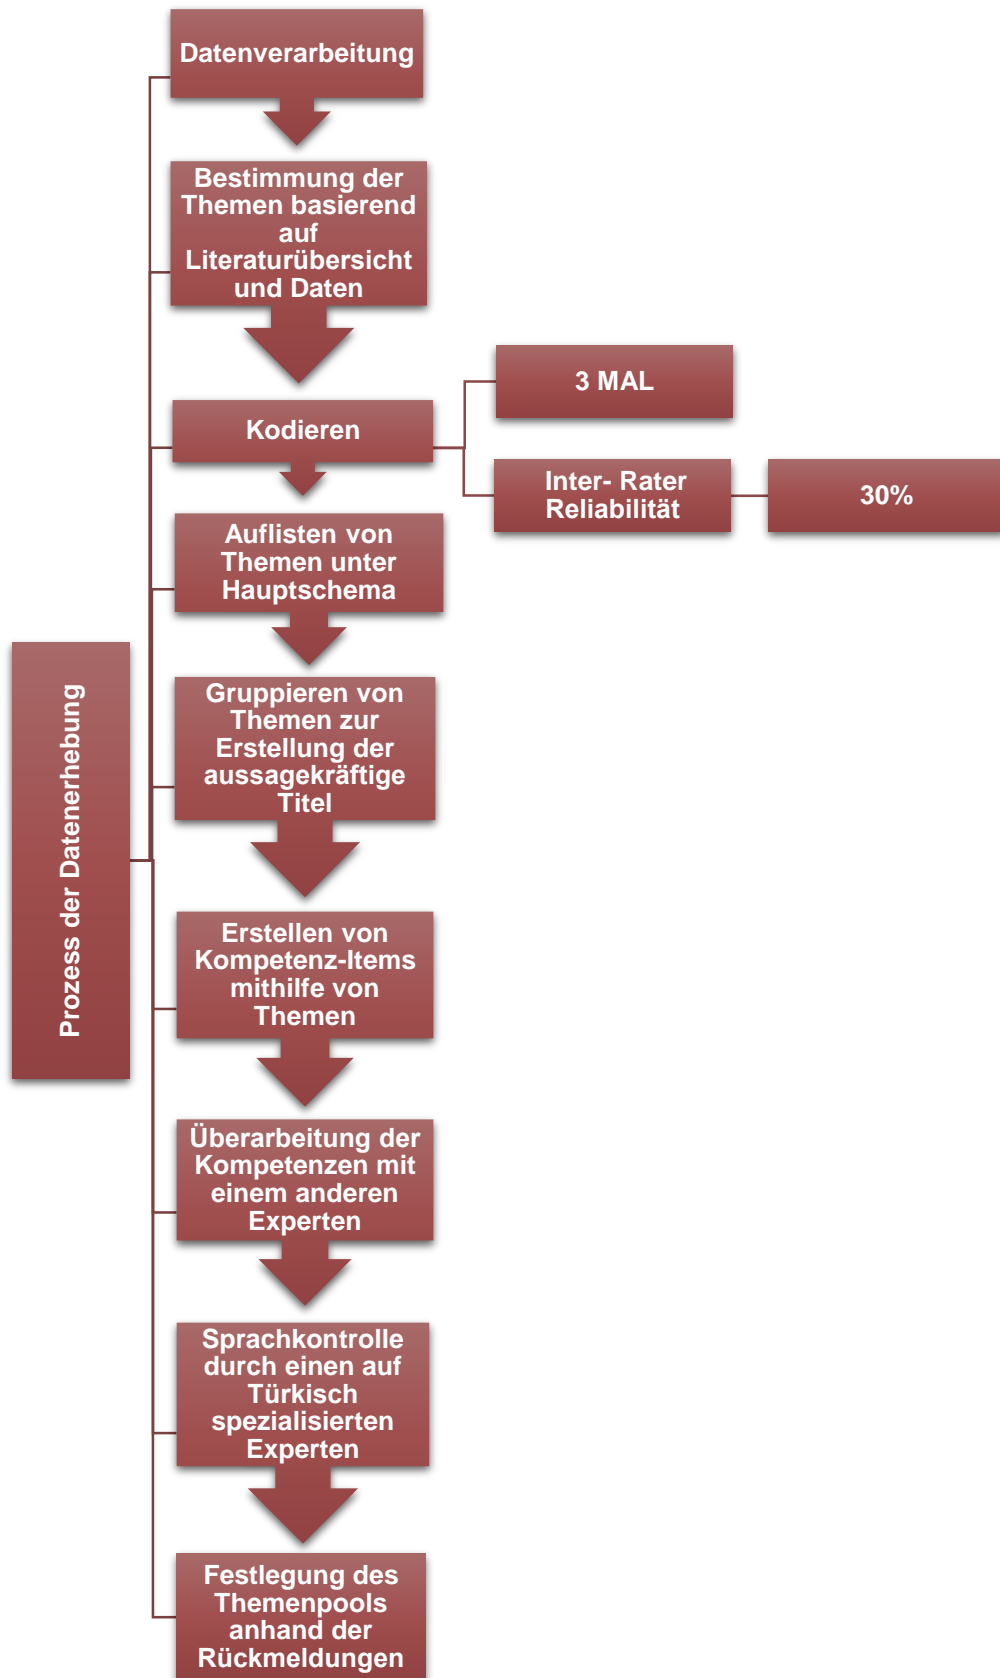 Datenverarbeitung
Bestimmung der
Themen basierend
auf
Literaturübersicht
und Daten
Kodieren
3 MAL
Inter- Rater
Reliabilität
30%
Auflisten von
Themen unter
Hauptschema
Gruppieren von
Themen zur
Erstellung der
aussagekräftige
Titel
Prozess der Datenerhebung
Erstellen von
Kompetenz-Items
mithilfe von
Themen
Überarbeitung der
Kompetenzen mit
einem anderen
Experten
Sprachkontrolle
durch einen auf
Türkisch
spezialisierten
Experten
Festlegung des
Themenpools
anhand der
Rückmeldungen